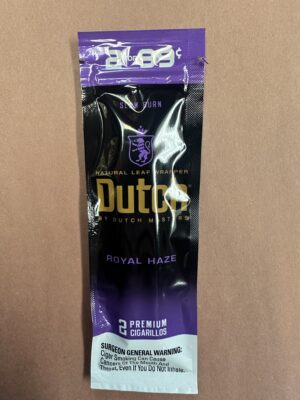 2 FOR 99¢
SLOW BURN
NATURAL LEAF WRAPPER
Dutch
BY DUTCH MASTERS
ROYAL HAZE
2 PREMIUM
CIGARILLOS
SURGEON GENERAL WARNING:
Cigar Smoking Can Cause
Cancers Of The Mouth And
Throat, Even If You Do Not Inhale.